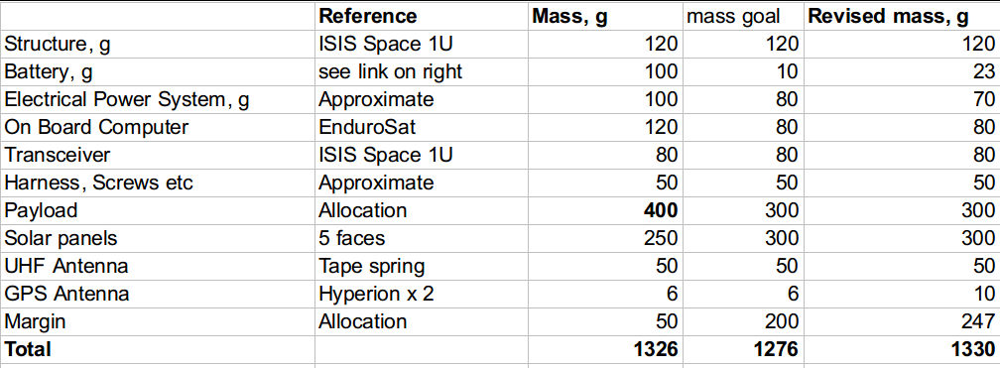 Reference Mass, g mass goal Revised mass, g
Structure, g ISIS Space 1U 120 120 120
Battery, g see link on right 100 10 23
Electrical Power System, g Approximate 100 80 70
On Board Computer EnduroSat 120 80 80
Transceiver ISIS Space 1U 80 80 80
Harness, Screws etc Approximate 50 50 50
Payload Allocation 400 300 300
Solar panels 5 faces 250 300 300
UHF Antenna Tape spring 50 50 50
GPS Antenna Hyperion x 2 6 6 10
Margin Allocation 50 200 247
Total 1326 1276 1330